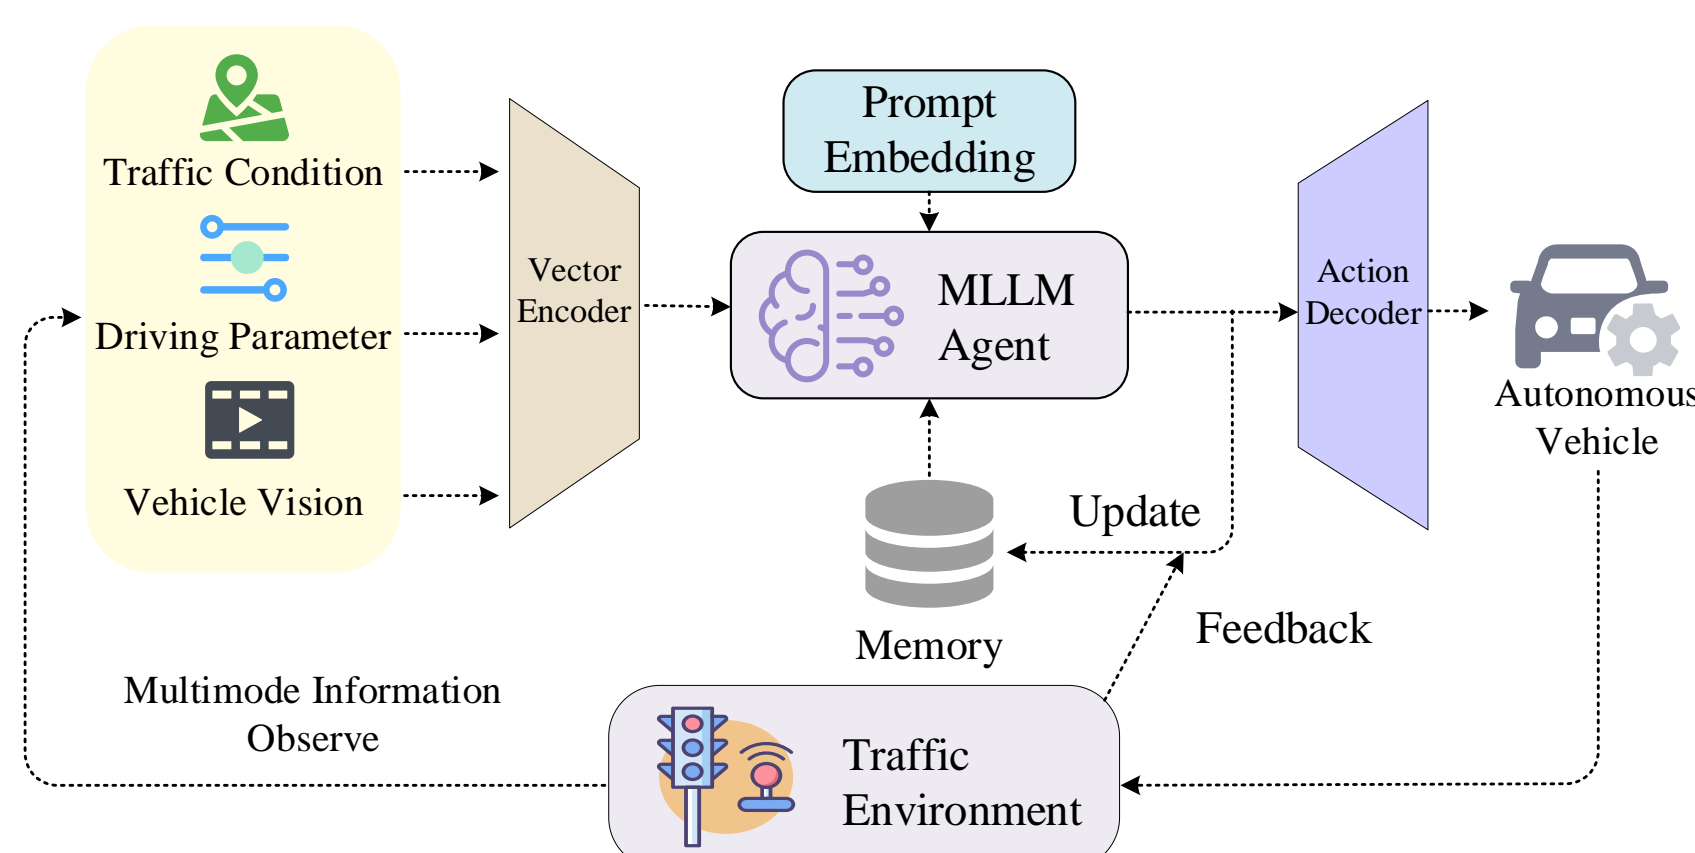 Traffic Condition
Driving Parameter
Vehicle Vision
Vector
Encoder
Prompt
Embedding
MLLM
Agent
Action
Decoder
Autonomous
Vehicle
Update
Memory
Feedback
Multimode Information
Observe
Traffic
Environment